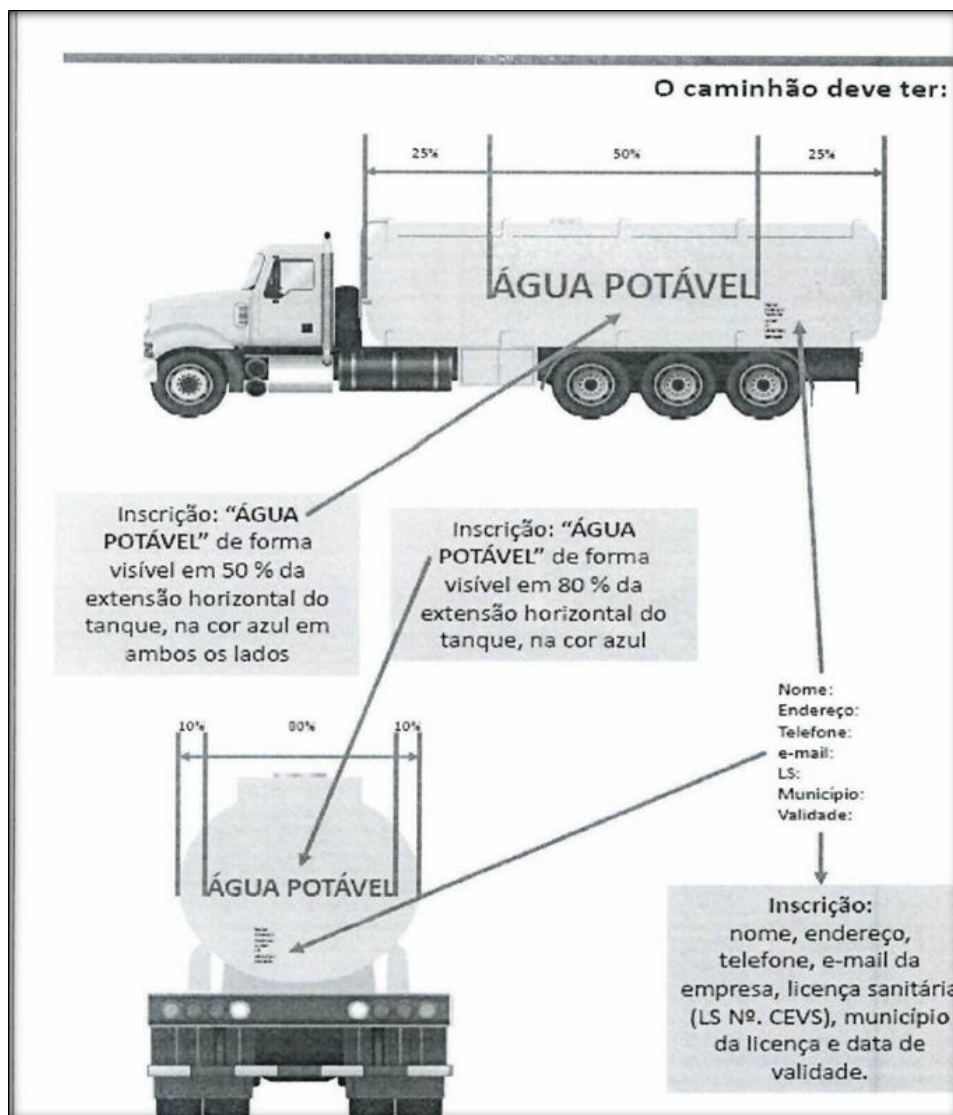 O caminhão deve ter:
25% 50% 25%
ÁGUA POTÁVEL
Inscrição: “ÁGUA
POTÁVEL” de forma
visível em 50 % da
extensão horizontal do
tanque, na cor azul em
ambos os lados
Inscrição: “ÁGUA
POTÁVEL” de forma
visível em 80 % da
extensão horizontal do
tanque, na cor azul
Nome:
Endereço:
Telefone:
e-mail:
LS:
Município:
Validade:
10% 80% 10%
ÁGUA POTÁVEL
Inscrição:
nome, endereço,
telefone, e-mail da
empresa, licença sanitária
(LS Nº. CEVS), município
da licença e data de
validade.